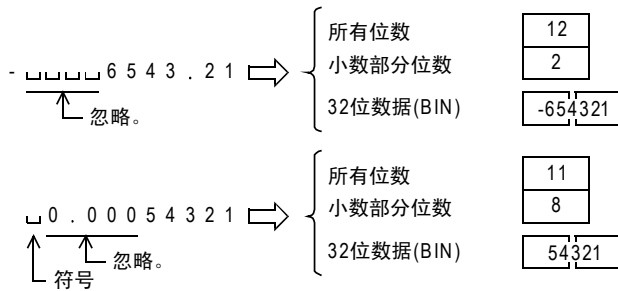 所有位数 12
- ␣␣␣␣6543.21 小数部分位数 2
32位数据(BIN) -654321
忽略。
所有位数 11
␣0.00054321 小数部分位数 8
32位数据(BIN) 54321
忽略。
符号